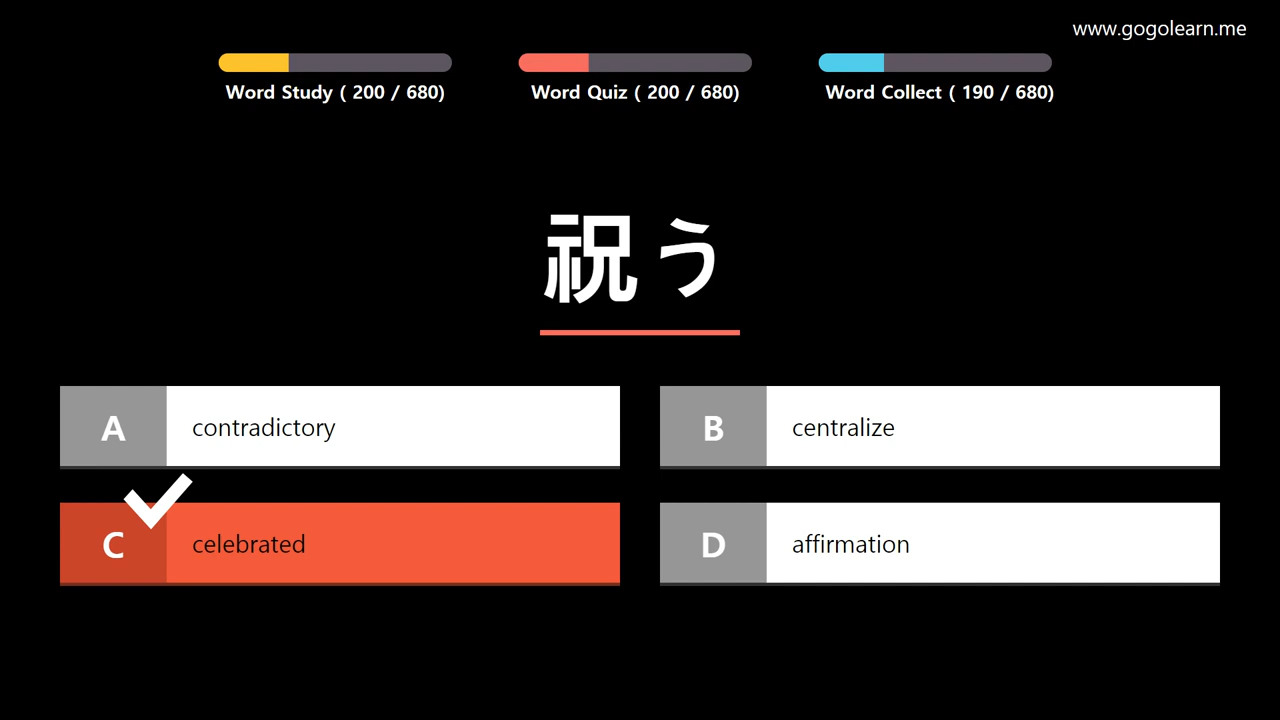 www.gogolearn.me
Word Study ( 200 / 680)
Word Quiz ( 200 / 680)
Word Collect ( 190 / 680)
祝う
A contradictory
B centralize
C celebrated
D affirmation